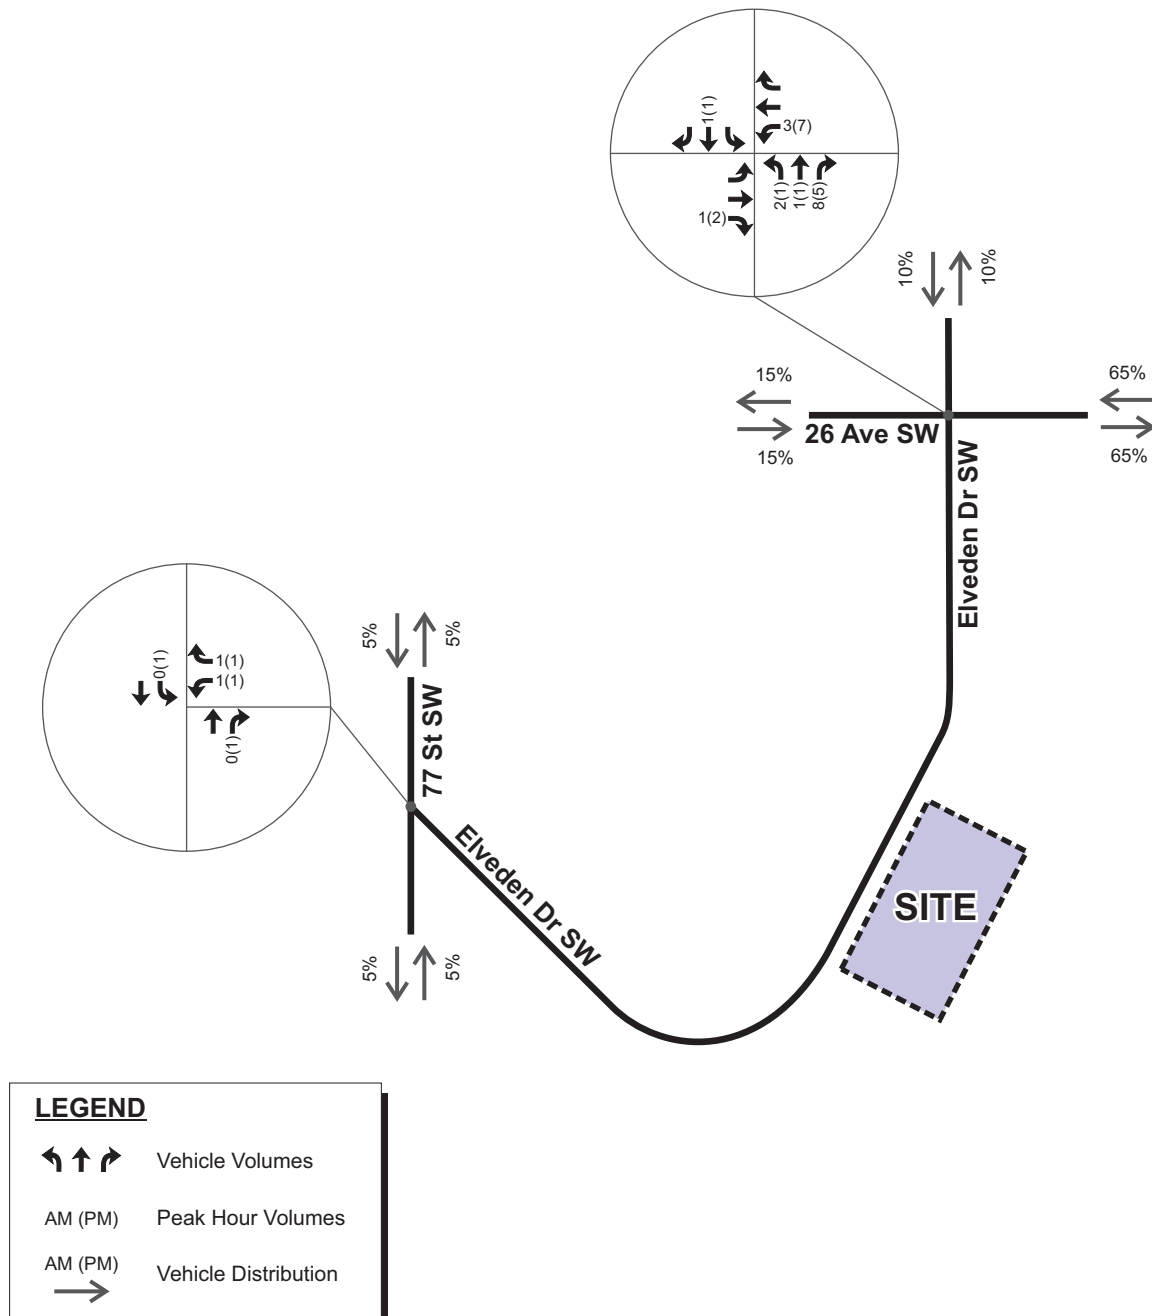 1(1)
3(7)
2(1)
1(1)
8(5)
1(2)
10%
10%
15%
65%
26 Ave SW
15%
65%
Elveden Dr SW
5%
5%
0(1)
1(1)
1(1)
0(1)
77 St SW
Elveden Dr SW
SITE
5%
5%
LEGEND
Vehicle Volumes
AM (PM) Peak Hour Volumes
AM (PM)
Vehicle Distribution